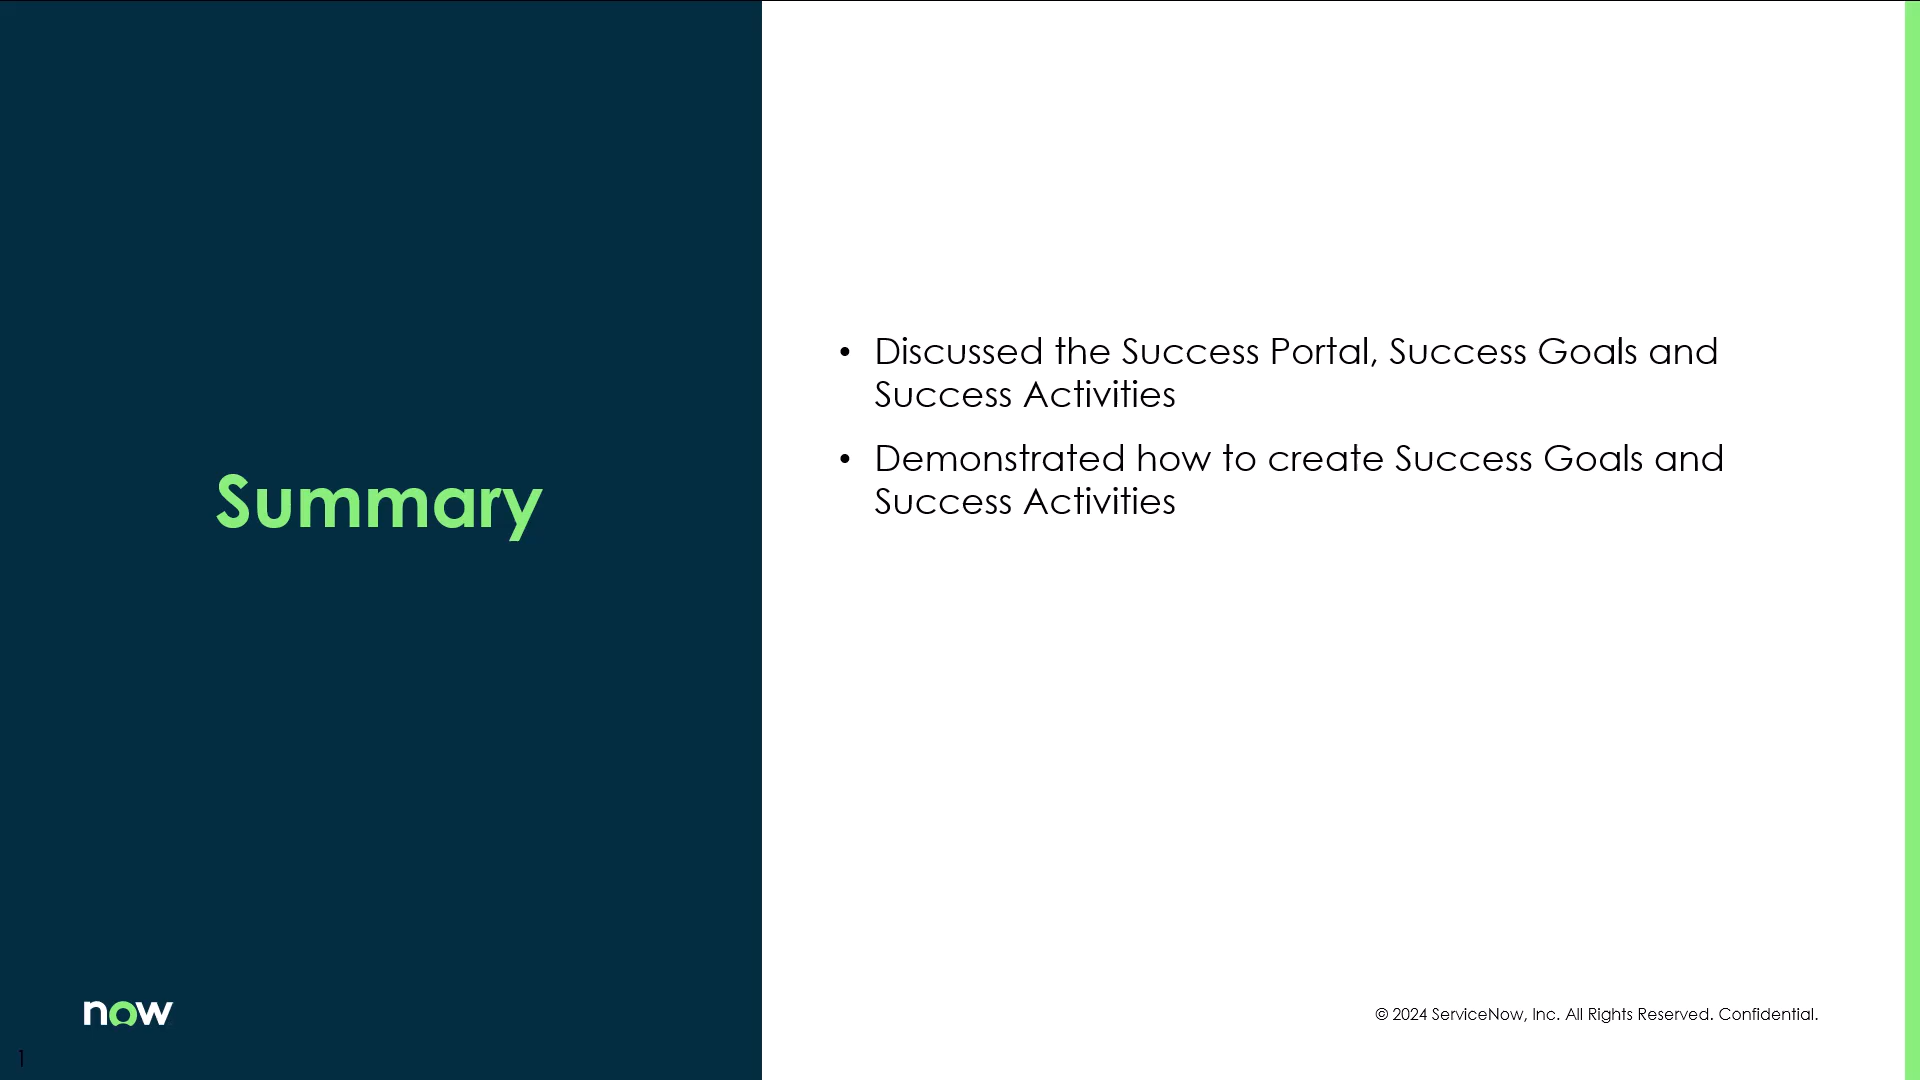 Summary
• Discussed the Success Portal, Success Goals and
Success Activities
• Demonstrated how to create Success Goals and
Success Activities
now
© 2024 ServiceNow, Inc. All Rights Reserved. Confidential.
1